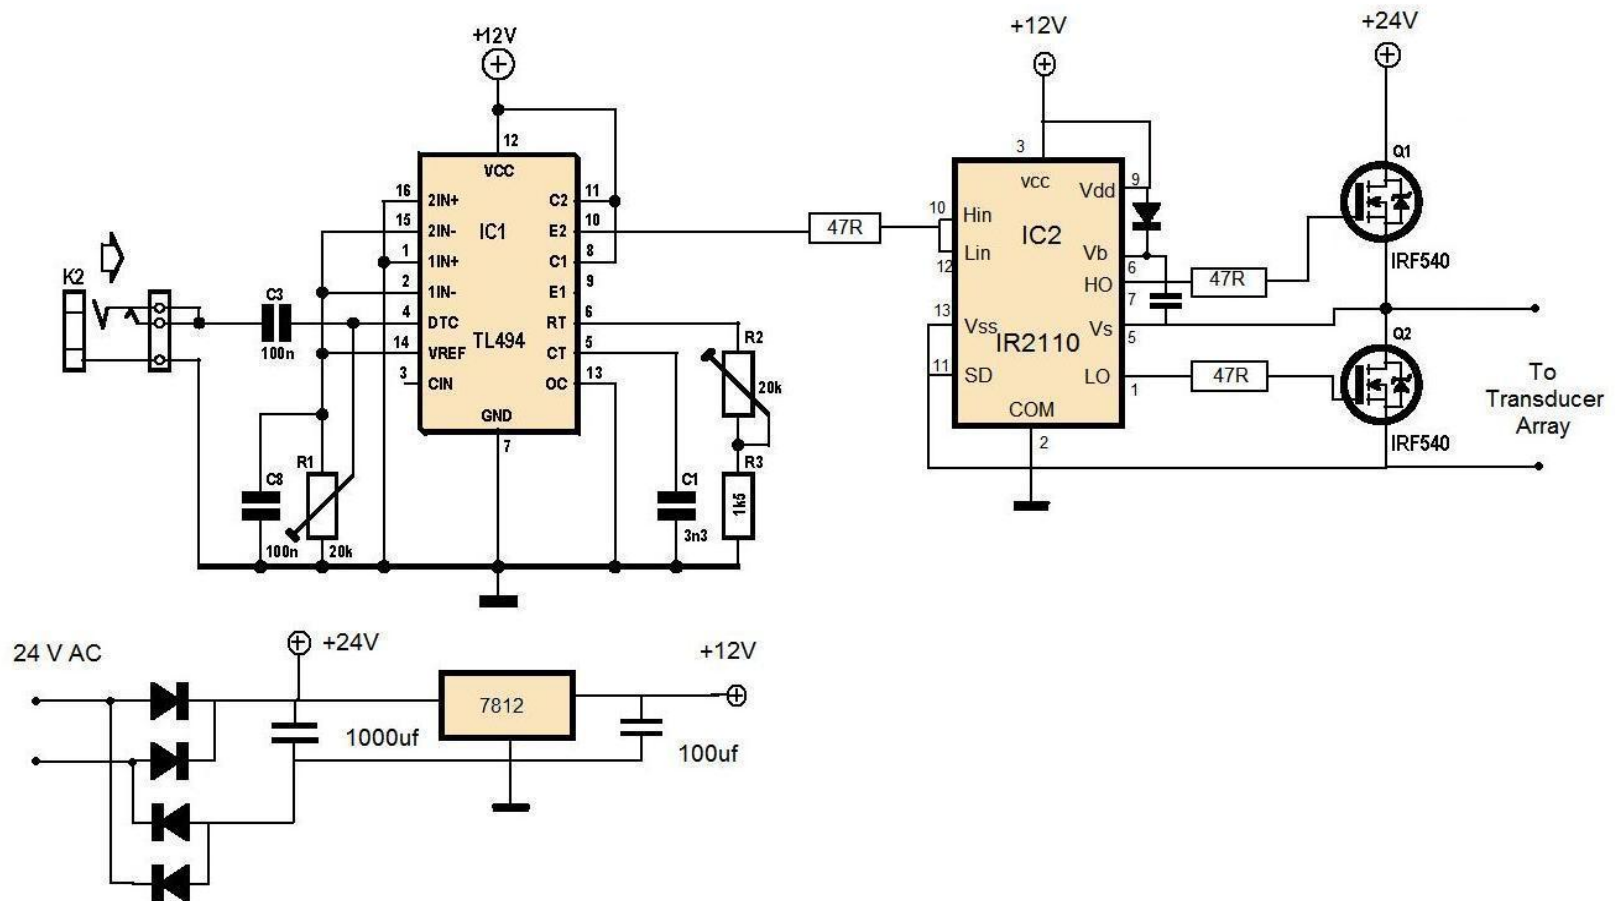 +12V
12
VCC
16
2IN+
15
2IN-
1
1IN+
2
1IN-
4
DTC
14
VREF
3
CIN
IC1
TL494
GND
7
C2
11
E2
10
C1
8
E1
9
RT
6
CT
5
OC
13
K2
C3
100n
C8
100n
R1
20k
C1
3n3
R2
20k
R3
1k5
47R
+12V
3
vcc
Vdd
9
10
Hin
IC2
Lin
12
Vb
6
HO
7
13
Vss
Vs
5
IR2110
11
SD
LO
1
COM
2
47R
47R
+24V
Q1
IRF540
Q2
IRF540
To
Transducer
Array
24 V AC
+24V
1000uf
7812
+12V
100uf